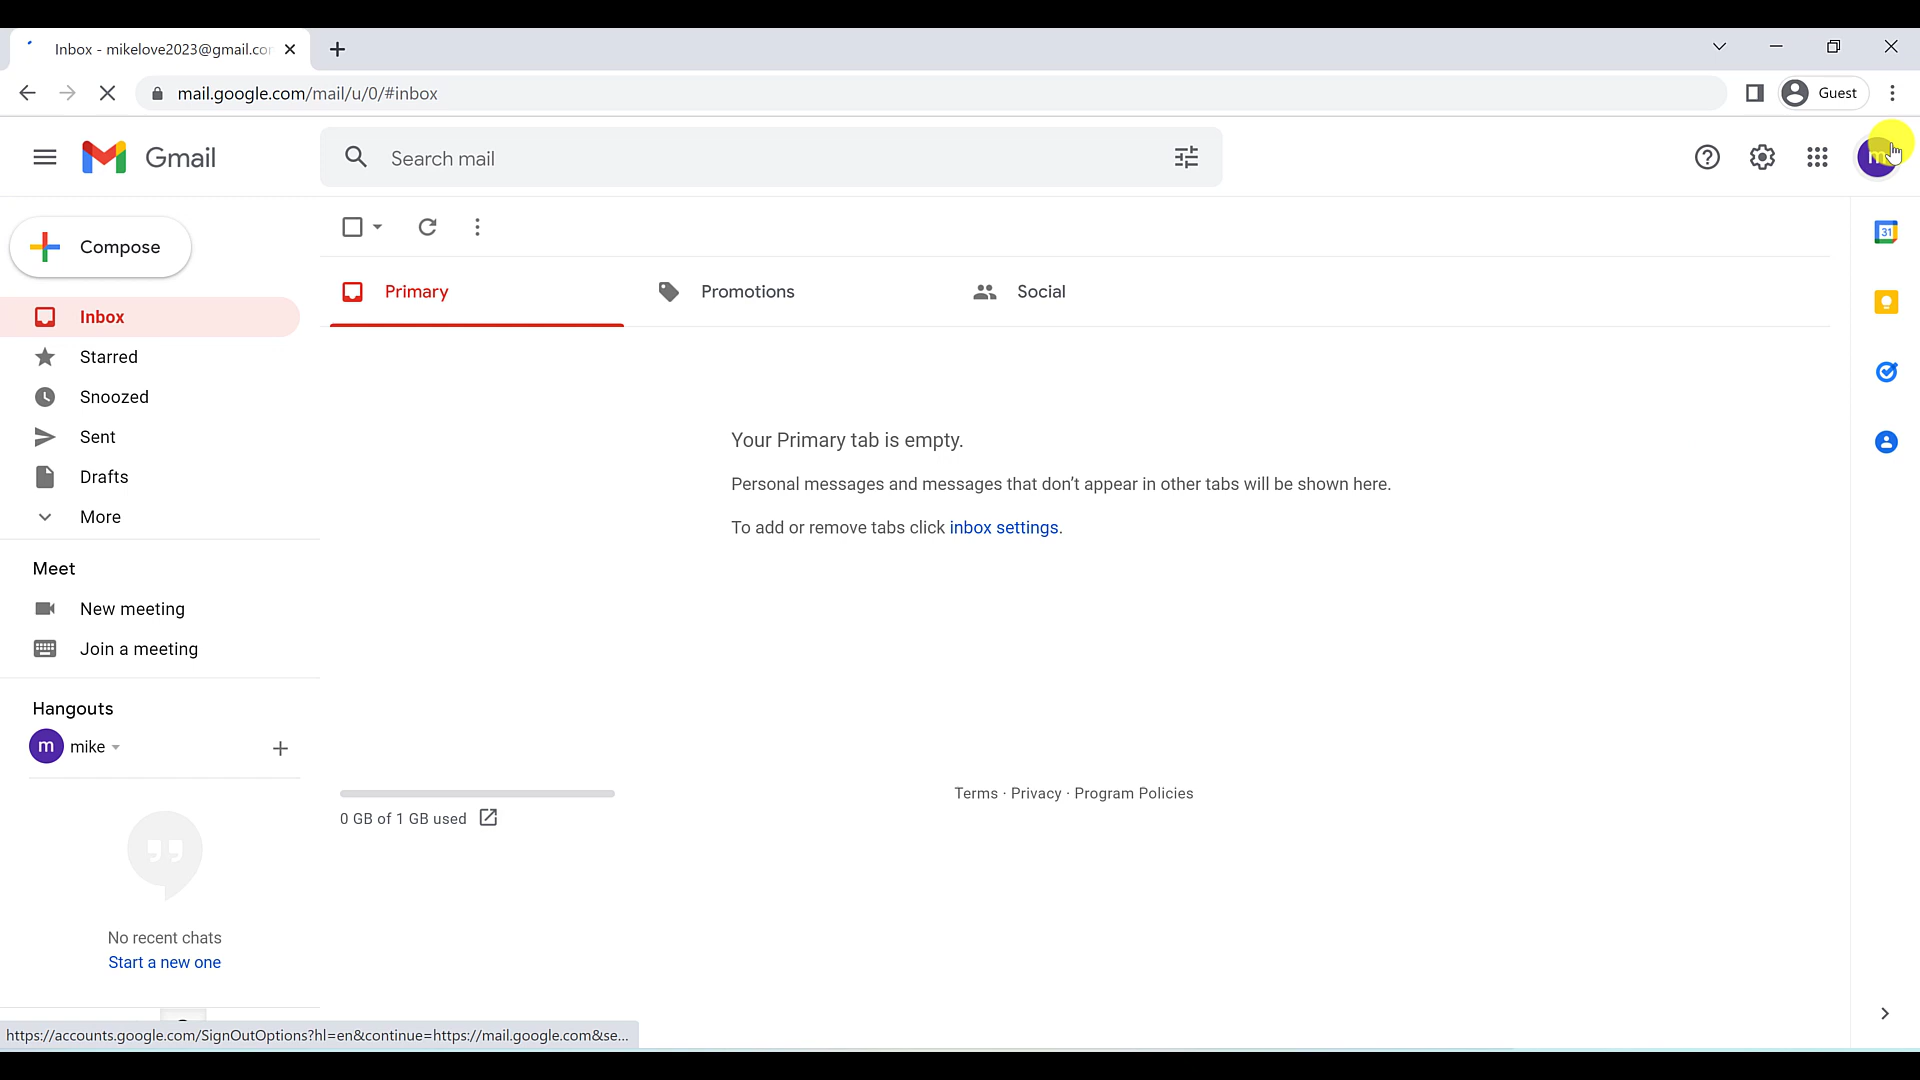 Inbox - mikelove2023@gmail.co
mail.google.com/mail/u/0/#inbox
Guest
Gmail
Search mail
m
Compose
31
Primary
Promotions
Social
Inbox
Starred
Snoozed
Sent
Drafts
More
Your Primary tab is empty.
Personal messages and messages that don't appear in other tabs will be shown here.
To add or remove tabs click inbox settings.
Meet
New meeting
Join a meeting
Hangouts
m mike
0 GB of 1 GB used
Terms · Privacy · Program Policies
No recent chats
Start a new one
https://accounts.google.com/SignOutOptions?hl=en&continue=https://mail.google.com&se...